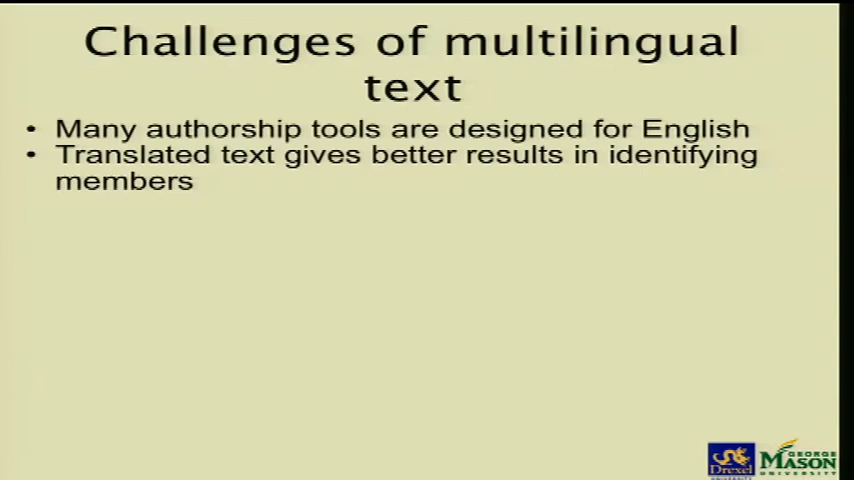 Challenges of multilingual
text
• Many authorship tools are designed for English
• Translated text gives better results in identifying
members
Drexel
UNIVERSITY
GEORGE
MASON
UNIVERSITY